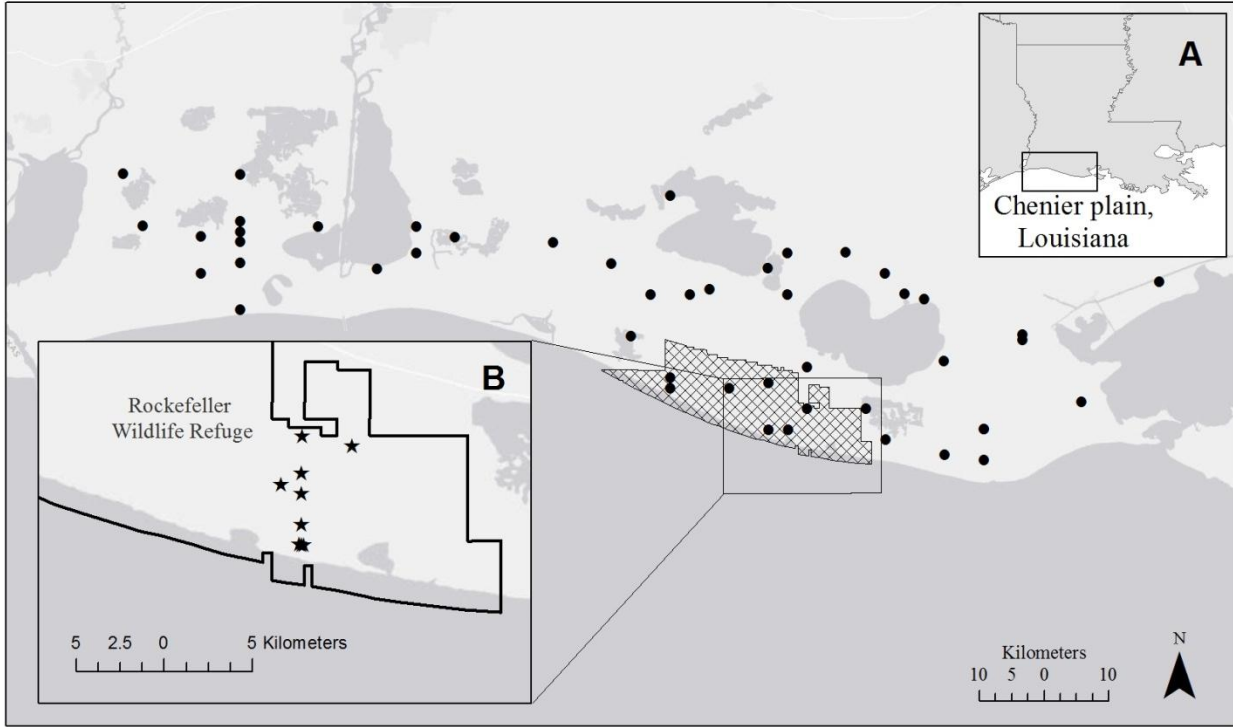 A
Chenier plain,
Louisiana
B
Rockefeller
Wildlife Refuge
5 2.5 0 5 Kilometers
N
Kilometers
10 5 0 10